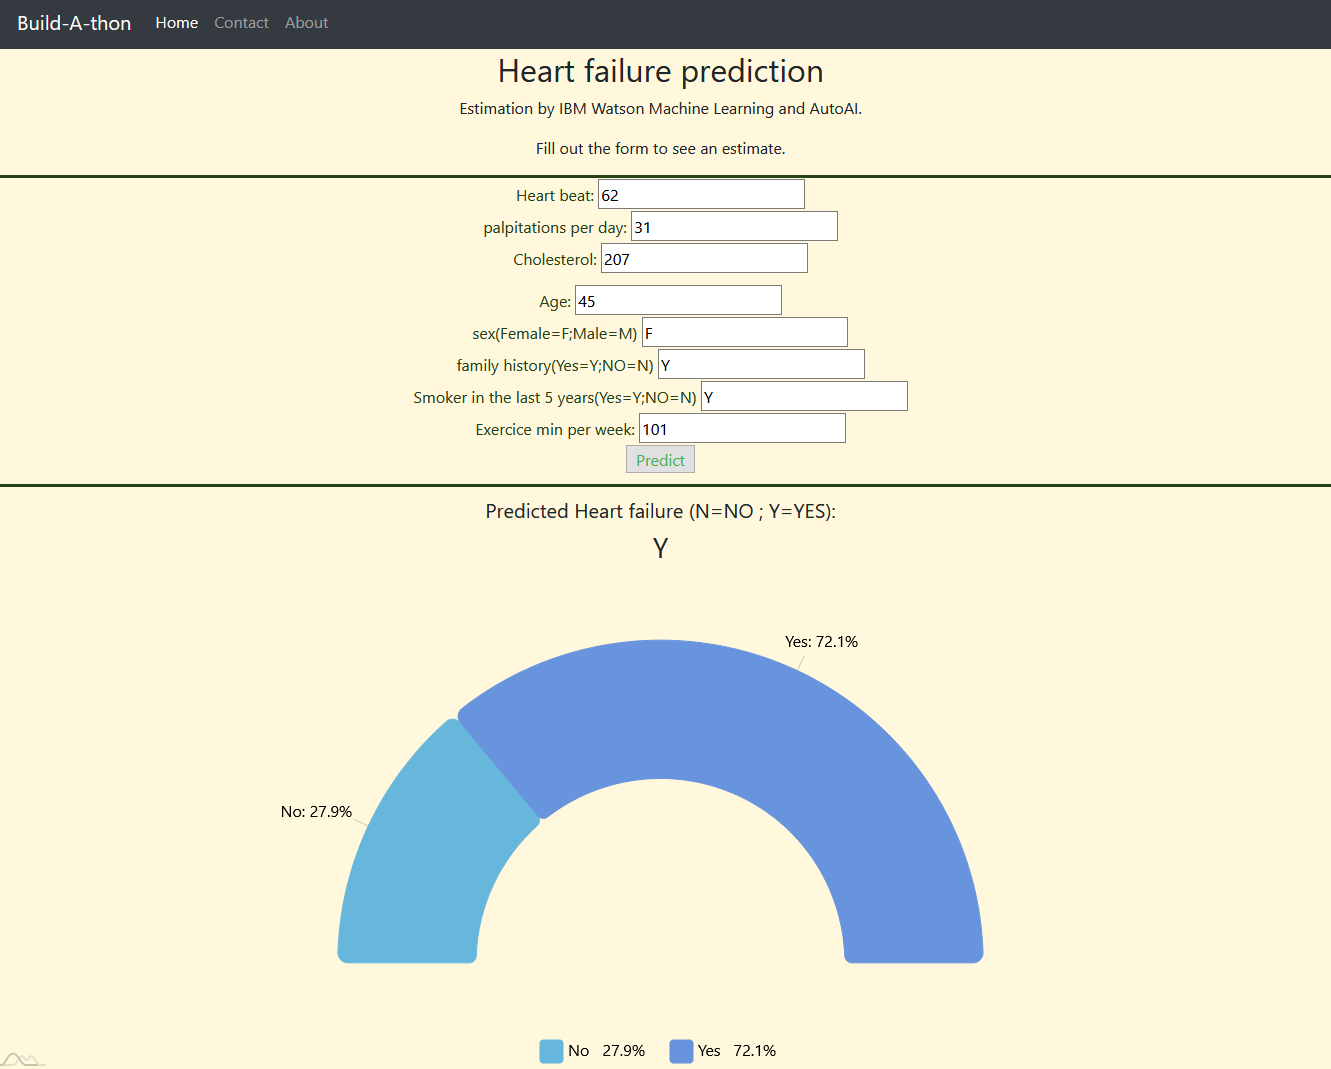 Build-A-thon Home Contact About
Heart failure prediction
Estimation by IBM Watson Machine Learning and AutoAI.
Fill out the form to see an estimate.
Heart beat: 62
palpitations per day: 31
Cholesterol: 207
Age: 45
sex(Female=F;Male=M) F
family history(Yes=Y;NO=N) Y
Smoker in the last 5 years(Yes=Y;NO=N) Y
Exercice min per week: 101
Predict
Predicted Heart failure (N=NO ; Y=YES):
Y
Yes: 72.1%
No: 27.9%
No 27.9% Yes 72.1%